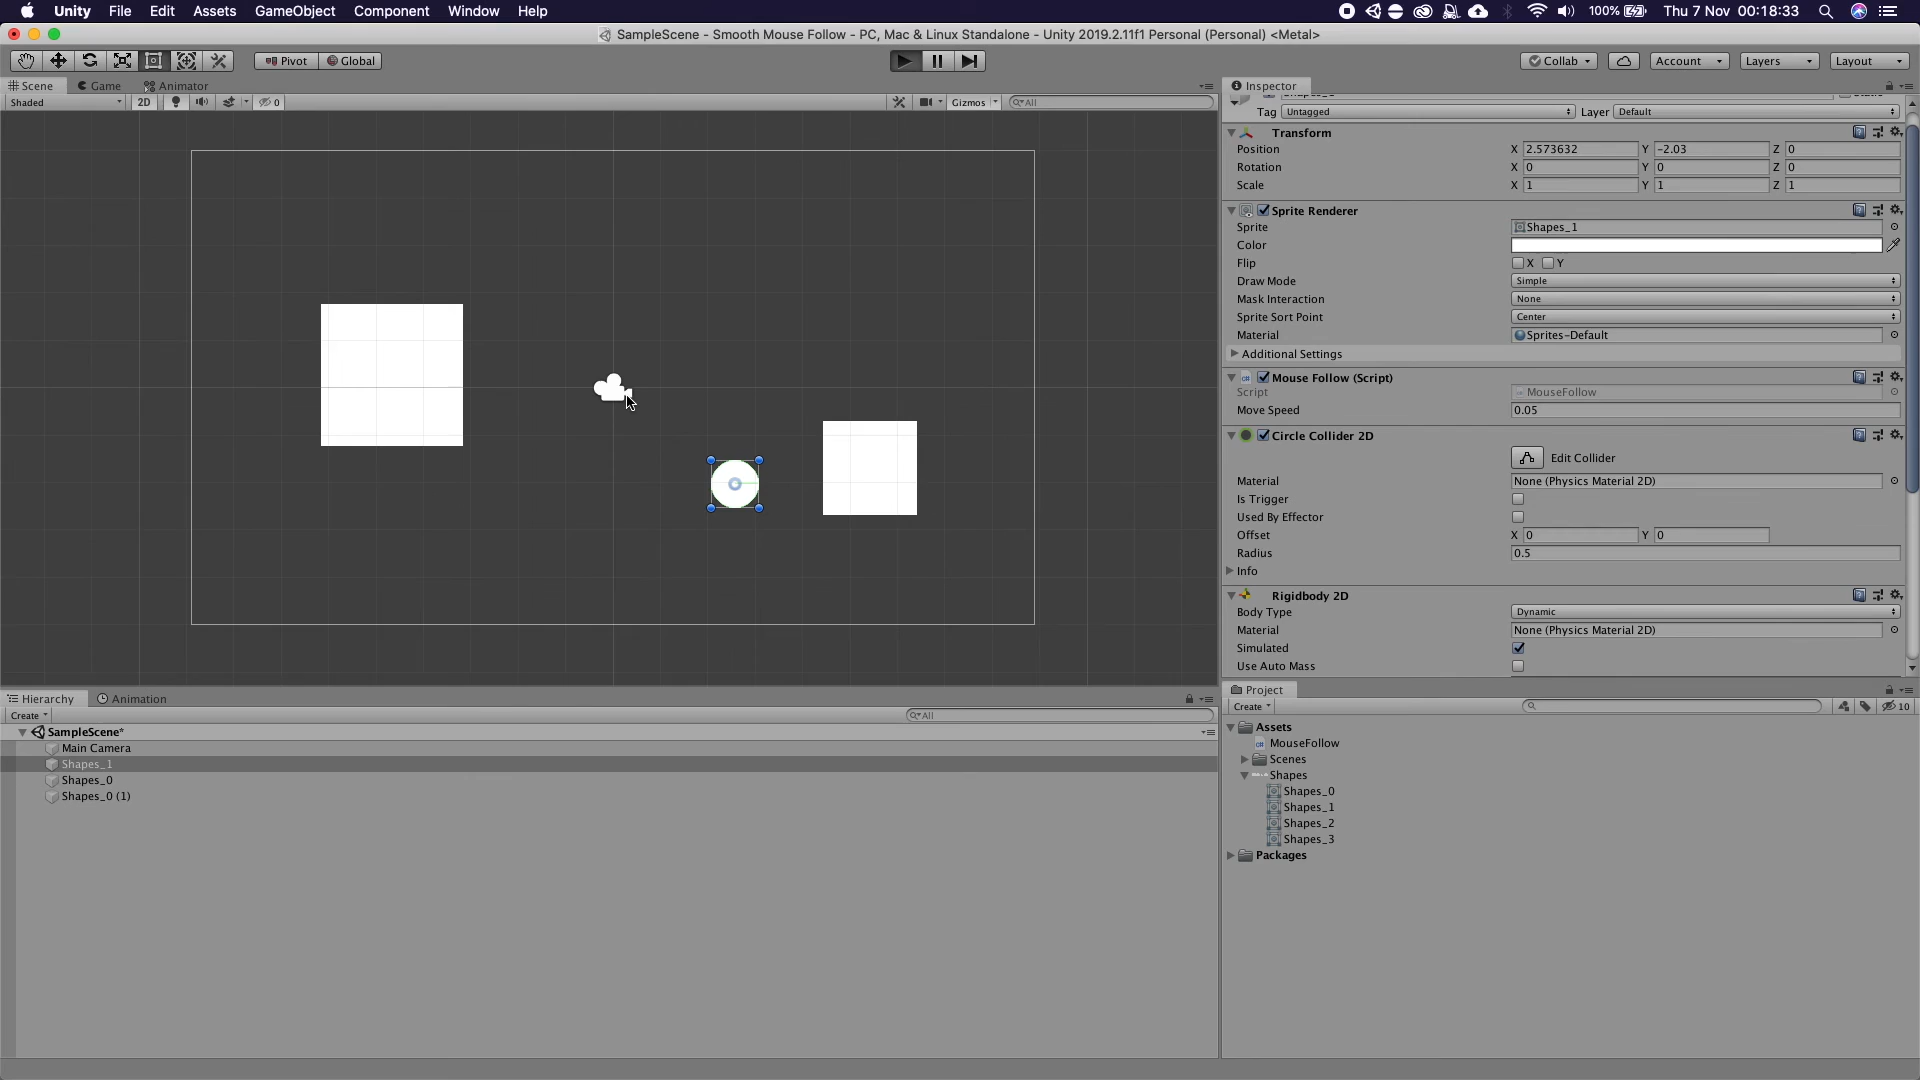 Unity File Edit Assets GameObject Component Window Help 100% Thu 7 Nov 00:18:33
SampleScene - Smooth Mouse Follow - PC, Mac & Linux Standalone - Unity 2019.2.11f1 Personal (Personal) <Metal>
Pivot Global Collab Account Layers Layout
Scene Game Animator
Shaded 2D 0 Gizmos All
Inspector
Tag Untagged Layer Default
Transform
Position X 2.573632 Y -2.03 Z 0
Rotation X 0 Y 0 Z 0
Scale X 1 Y 1 Z 1
Sprite Renderer
Sprite Shapes_1
Color
Flip X Y
Draw Mode Simple
Mask Interaction None
Sprite Sort Point Center
Material Sprites-Default
Additional Settings
Mouse Follow (Script)
Script MouseFollow
Move Speed 0.05
Circle Collider 2D
Edit Collider
Material None (Physics Material 2D)
Is Trigger
Used By Effector
Offset X 0 Y 0
Radius 0.5
Info
Rigidbody 2D
Body Type Dynamic
Material None (Physics Material 2D)
Simulated
Use Auto Mass
Hierarchy Animation
Create All
SampleScene*
Main Camera
Shapes_1
Shapes_0
Shapes_0 (1)
Project
Create 10
Assets
MouseFollow
Scenes
Shapes
Shapes_0
Shapes_1
Shapes_2
Shapes_3
Packages